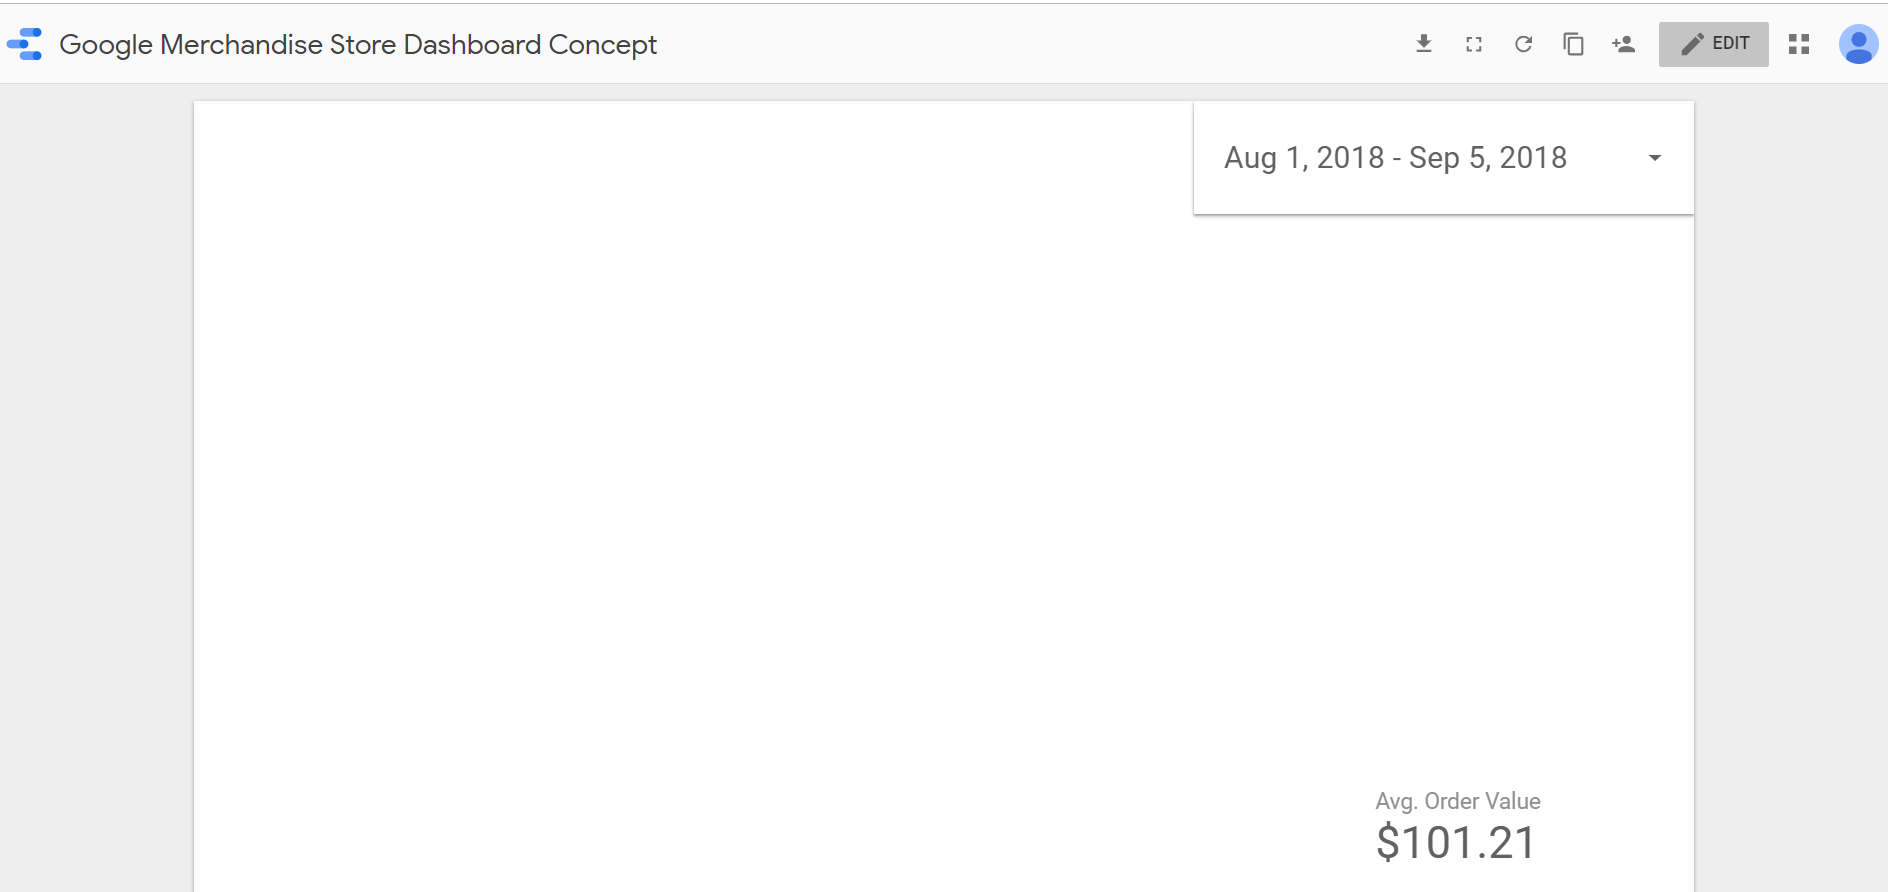 Google Merchandise Store Dashboard Concept
EDIT
Aug 1, 2018 - Sep 5, 2018
Avg. Order Value
$101.21